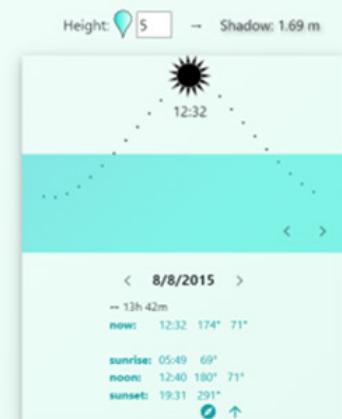 Height: 5 → Shadow: 1.69 m
12:32
< >
< 8/8/2015 >
↔ 13h 42m
now: 12:32 174° 71°
sunrise: 05:49 69°
noon: 12:40 180° 71°
sunset: 19:31 291°